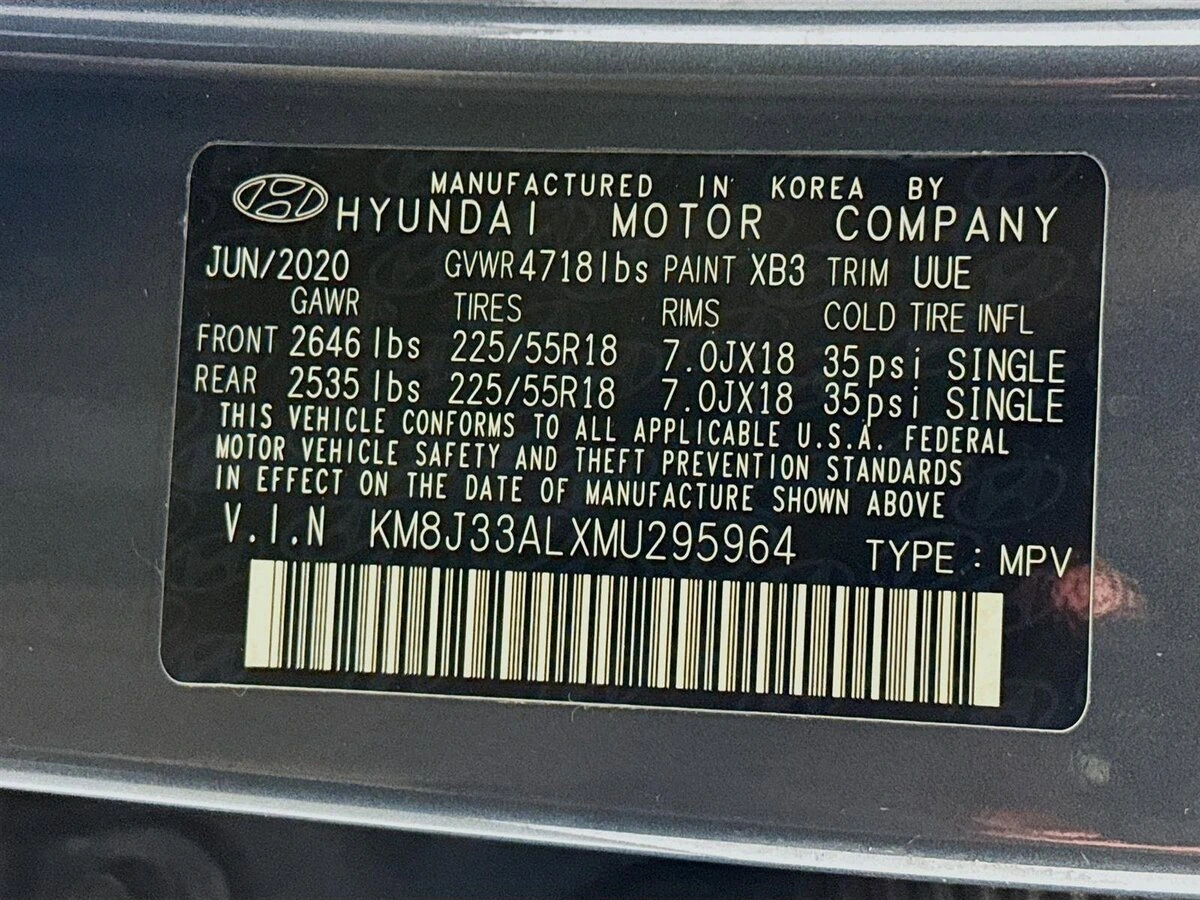 MANUFACTURED IN KOREA BY
HYUNDAI MOTOR COMPANY
JUN/2020 GVWR 4718lbs PAINT XB3 TRIM UUE
GAWR TIRES RIMS COLD TIRE INFL
FRONT 2646lbs 225/55R18 7.0JX18 35psi SINGLE
REAR 2535lbs 225/55R18 7.0JX18 35psi SINGLE
THIS VEHICLE CONFORMS TO ALL APPLICABLE U.S.A. FEDERAL
MOTOR VEHICLE SAFETY AND THEFT PREVENTION STANDARDS
IN EFFECT ON THE DATE OF MANUFACTURE SHOWN ABOVE
V.I.N KM8J33ALXMU295964 TYPE : MPV